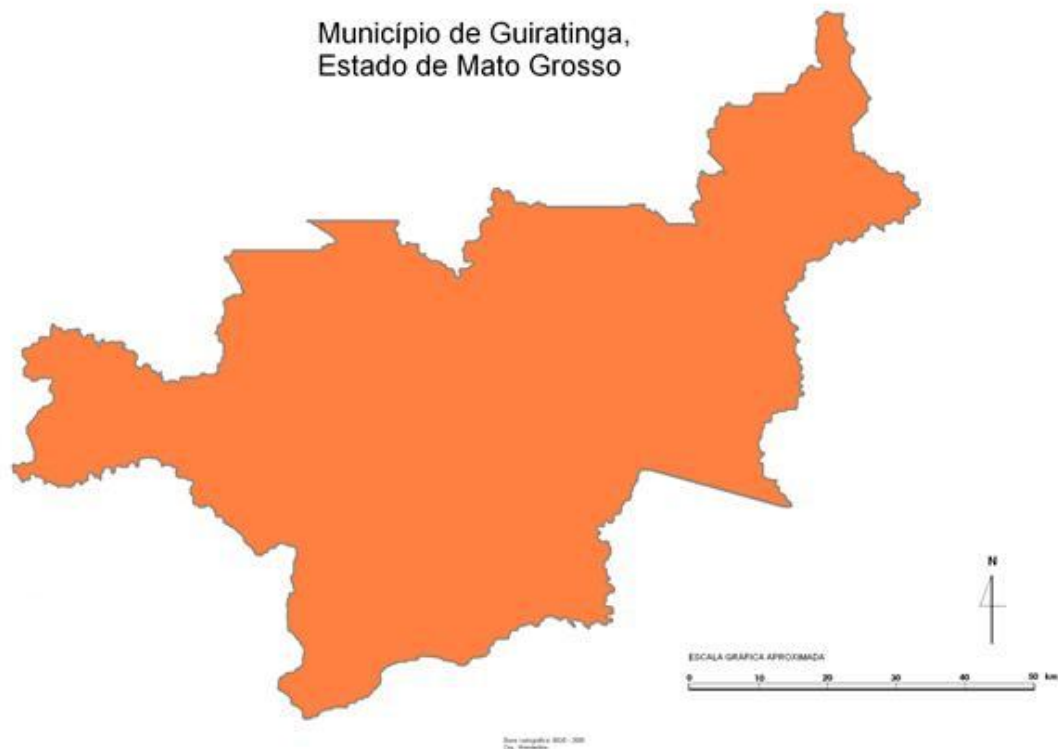 Município de Guiratinga,
Estado de Mato Grosso
N
ESCALA GRÁFICA APROXIMADA
0 10 20 30 40 50 km